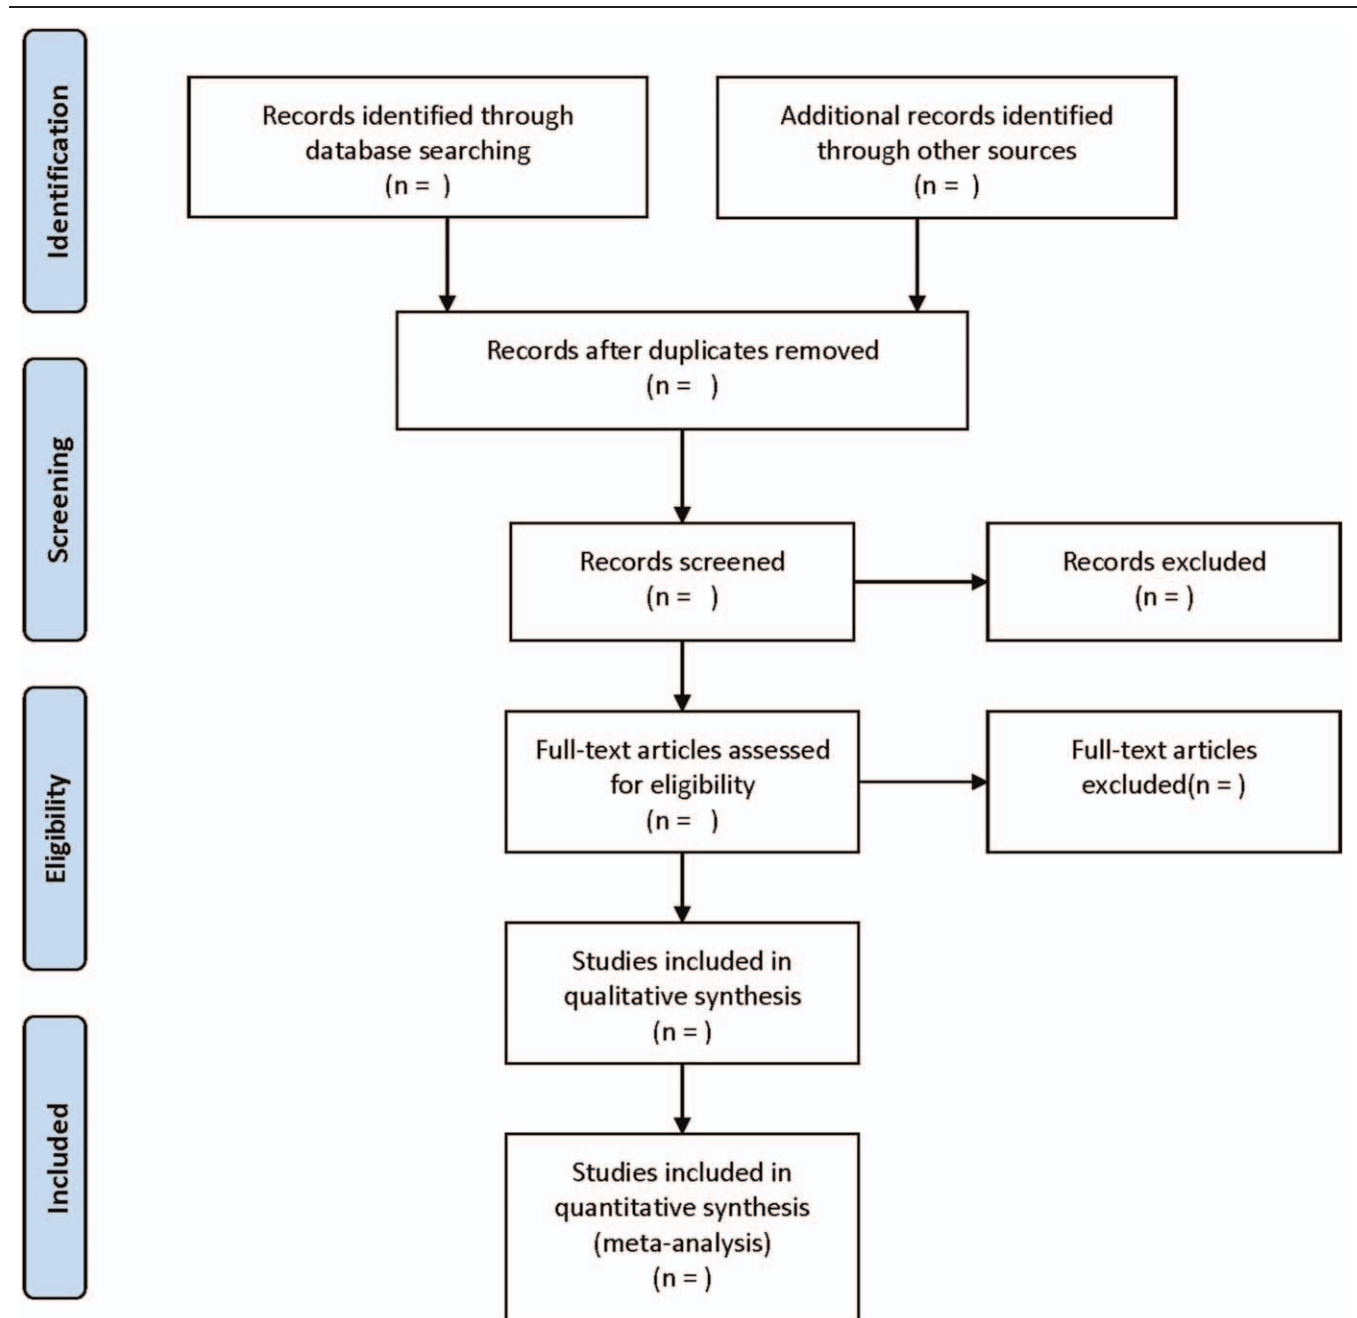 Identification
Records identified through
database searching
(n =  )
Additional records identified
through other sources
(n =  )
Records after duplicates removed
(n =  )
Screening
Records screened
(n =  )
Records excluded
(n = )
Eligibility
Full-text articles assessed
for eligibility
(n =  )
Full-text articles
excluded(n = )
Studies included in
qualitative synthesis
(n = )
Included
Studies included in
quantitative synthesis
(meta-analysis)
(n = )